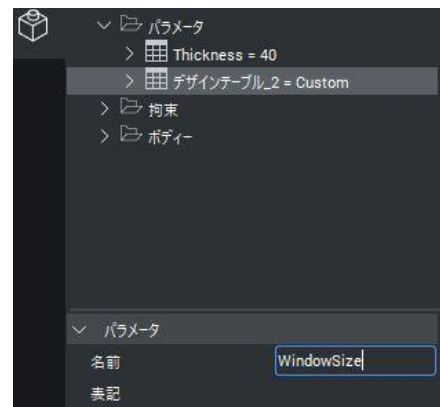 パラメータ
Thickness = 40
デザインテーブル_2 = Custom
拘束
ボディー
パラメータ
名前 WindowSize
表記